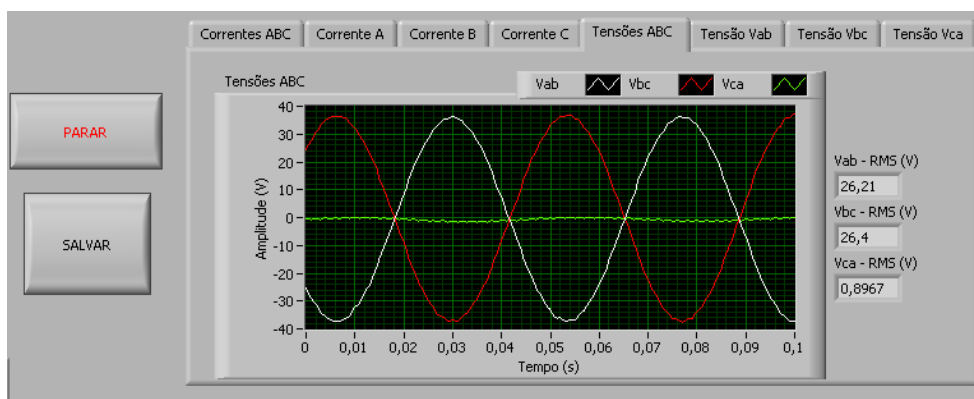 Correntes ABC Corrente A Corrente B Corrente C Tensões ABC Tensão Vab Tensão Vbc Tensão Vca
PARAR
SALVAR
Tensões ABC
Vab Vbc Vca
Amplitude (V)
40
30
20
10
0
-10
-20
-30
-40
0 0,01 0,02 0,03 0,04 0,05 0,06 0,07 0,08 0,09 0,1
Tempo (s)
Vab - RMS (V)
26,21
Vbc - RMS (V)
26,4
Vca - RMS (V)
0,8967